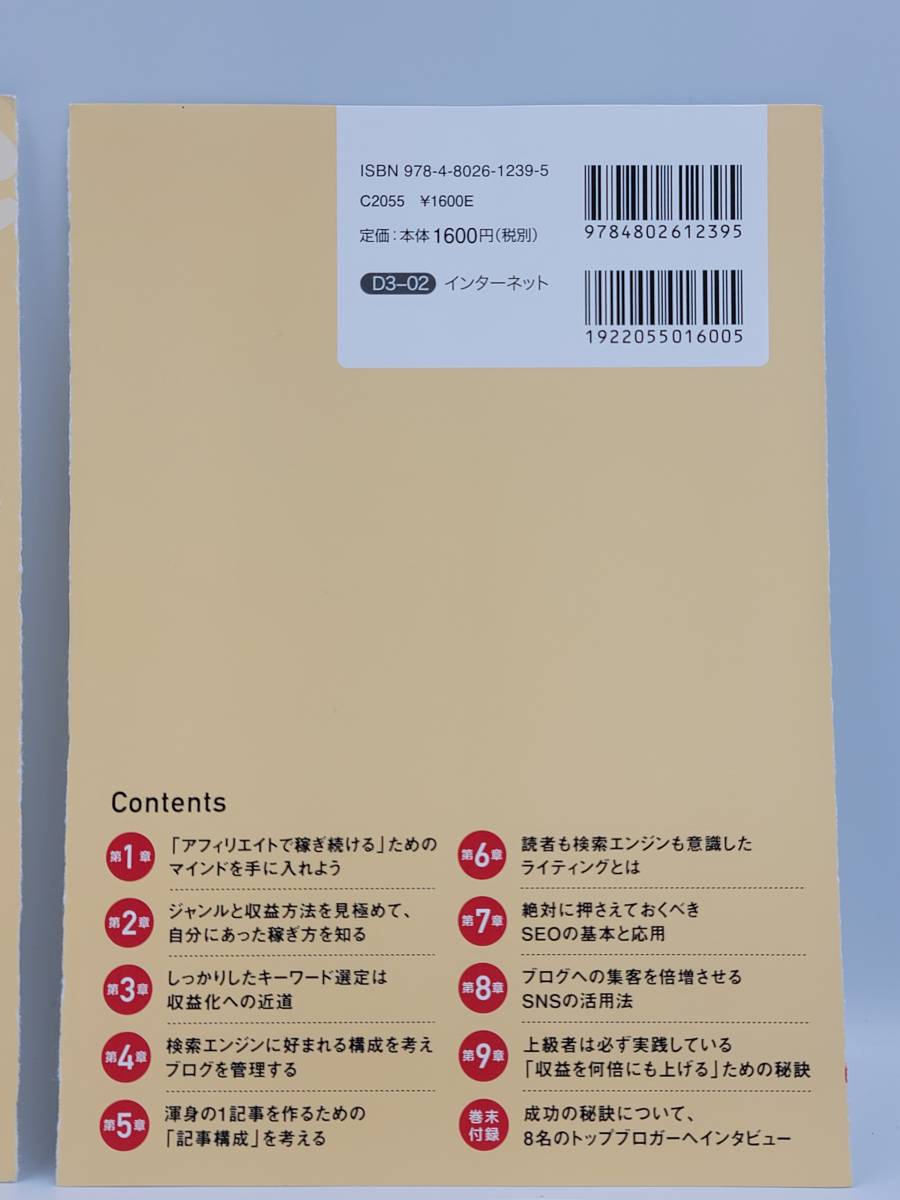 ISBN 978-4-8026-1239-5
C2055 ¥1600E
定価:本体1600円(税別)
D3-02 インターネット
9784802612395
1922055016005
Contents
第1章
「アフィリエイトで稼ぎ続ける」ための
マインドを手に入れよう
第2章
ジャンルと収益方法を見極めて、
自分にあった稼ぎ方を知る
第3章
しっかりしたキーワード選定は
収益化への近道
第4章
検索エンジンに好まれる構成を考え
ブログを管理する
第5章
渾身の1記事を作るための
「記事構成」を考える
第6章
読者も検索エンジンも意識した
ライティングとは
第7章
絶対に押さえておくべき
SEOの基本と応用
第8章
ブログへの集客を倍増させる
SNSの活用法
第9章
上級者は必ず実践している
「収益を何倍にも上げる」ための秘訣
巻末
付録
成功の秘訣について、
8名のトップブロガーへインタビュー